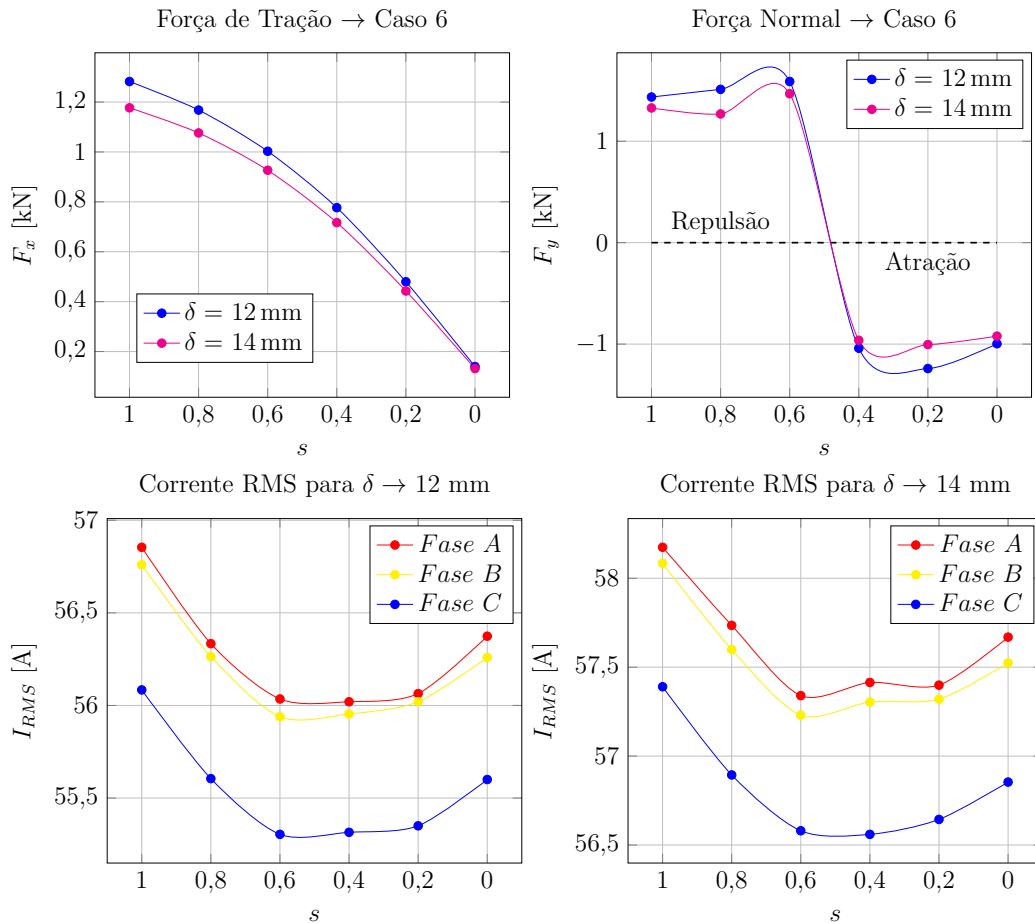 Força de Tração → Caso 6
1,2
1
0,8
0,6
0,4
0,2
F_x [kN]
δ = 12 mm
δ = 14 mm
1 0,8 0,6 0,4 0,2 0
s
Força Normal → Caso 6
1
0
−1
F_y [kN]
δ = 12 mm
δ = 14 mm
Repulsão
Atração
1 0,8 0,6 0,4 0,2 0
s
Corrente RMS para δ → 12 mm
57
56,5
56
55,5
I_{RMS} [A]
Fase A
Fase B
Fase C
1 0,8 0,6 0,4 0,2 0
s
Corrente RMS para δ → 14 mm
58
57,5
57
56,5
I_{RMS} [A]
Fase A
Fase B
Fase C
1 0,8 0,6 0,4 0,2 0
s